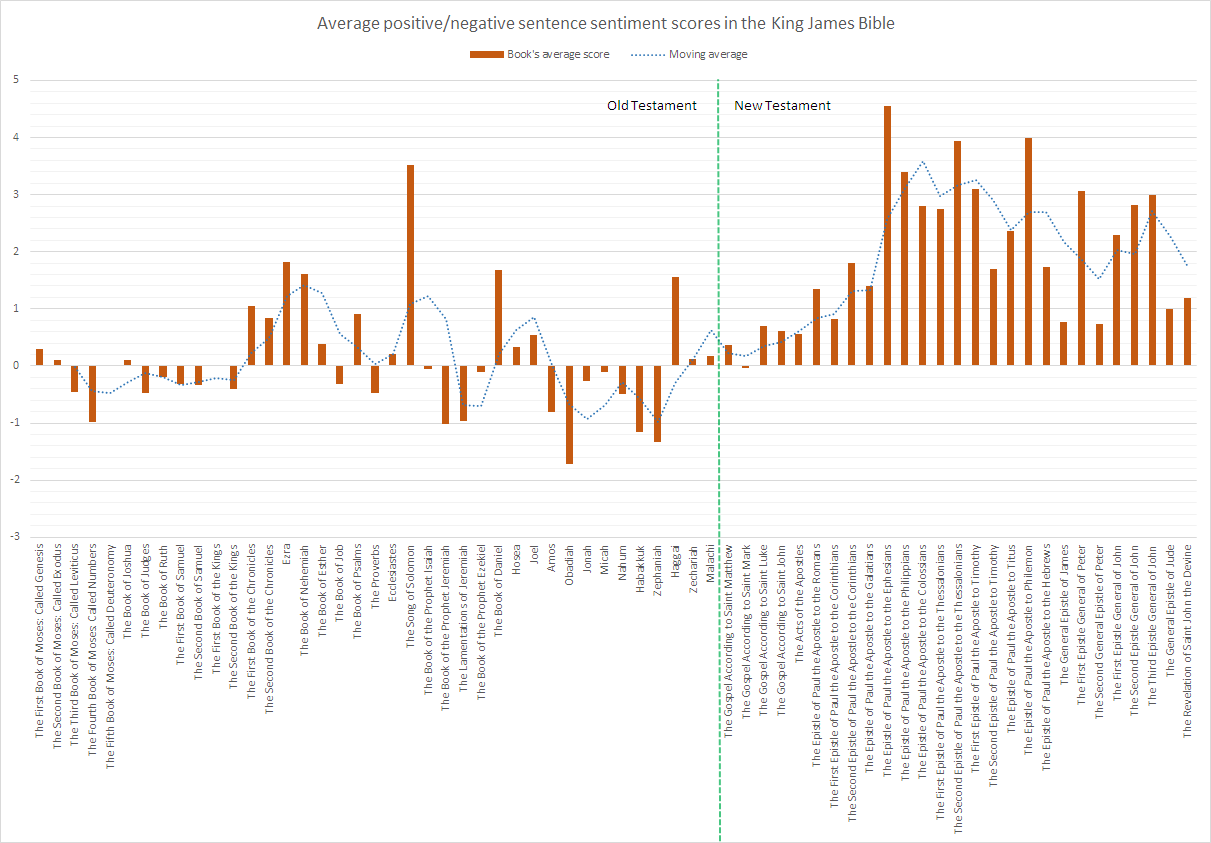 Average positive/negative sentence sentiment scores in the King James Bible
Book's average score
Moving average
5
4
3
2
1
0
-1
-2
-3
Old Testament
New Testament
The First Book of Moses: Called Genesis
The Second Book of Moses: Called Exodus
The Third Book of Moses: Called Leviticus
The Fourth Book of Moses: Called Numbers
The Fifth Book of Moses: Called Deuteronomy
The Book of Joshua
The Book of Judges
The Book of Ruth
The First Book of Samuel
The Second Book of Samuel
The First Book of the Kings
The Second Book of the Kings
The First Book of the Chronicles
The Second Book of the Chronicles
Ezra
The Book of Nehemiah
The Book of Esther
The Book of Job
The Book of Psalms
The Proverbs
Ecclesiastes
The Song of Solomon
The Book of the Prophet Isaiah
The Book of the Prophet Jeremiah
The Lamentations of Jeremiah
The Book of the Prophet Ezekiel
The Book of Daniel
Hosea
Joel
Amos
Obadiah
Jonah
Micah
Nahum
Habakkuk
Zephaniah
Haggai
Zechariah
Malachi
The Gospel According to Saint Matthew
The Gospel According to Saint Mark
The Gospel According to Saint Luke
The Gospel According to Saint John
The Acts of the Apostles
The Epistle of Paul the Apostle to the Romans
The First Epistle of Paul the Apostle to the Corinthians
The Second Epistle of Paul the Apostle to the Corinthians
The Epistle of Paul the Apostle to the Galatians
The Epistle of Paul the Apostle to the Ephesians
The Epistle of Paul the Apostle to the Philippians
The Epistle of Paul the Apostle to the Colossians
The First Epistle of Paul the Apostle to the Thessalonians
The Second Epistle of Paul the Apostle to the Thessalonians
The First Epistle of Paul the Apostle to Timothy
The Second Epistle of Paul the Apostle to Timothy
The Epistle of Paul the Apostle to Titus
The Epistle of Paul the Apostle to Philemon
The Epistle of Paul the Apostle to the Hebrews
The General Epistle of James
The First Epistle General of Peter
The Second General Epistle of Peter
The First Epistle General of John
The Second Epistle General of John
The Third Epistle General of John
The General Epistle of Jude
The Revelation of Saint John the Devine